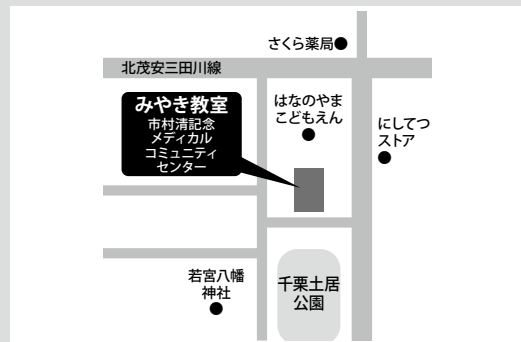 さくら薬局●
北茂安三田川線
みやき教室
市村清記念
メディカル
コミュニティ
センター
はなのやま
こどもえん
●
にしてつ
ストア
●
若宮八幡
神社
●
千栗土居
公園